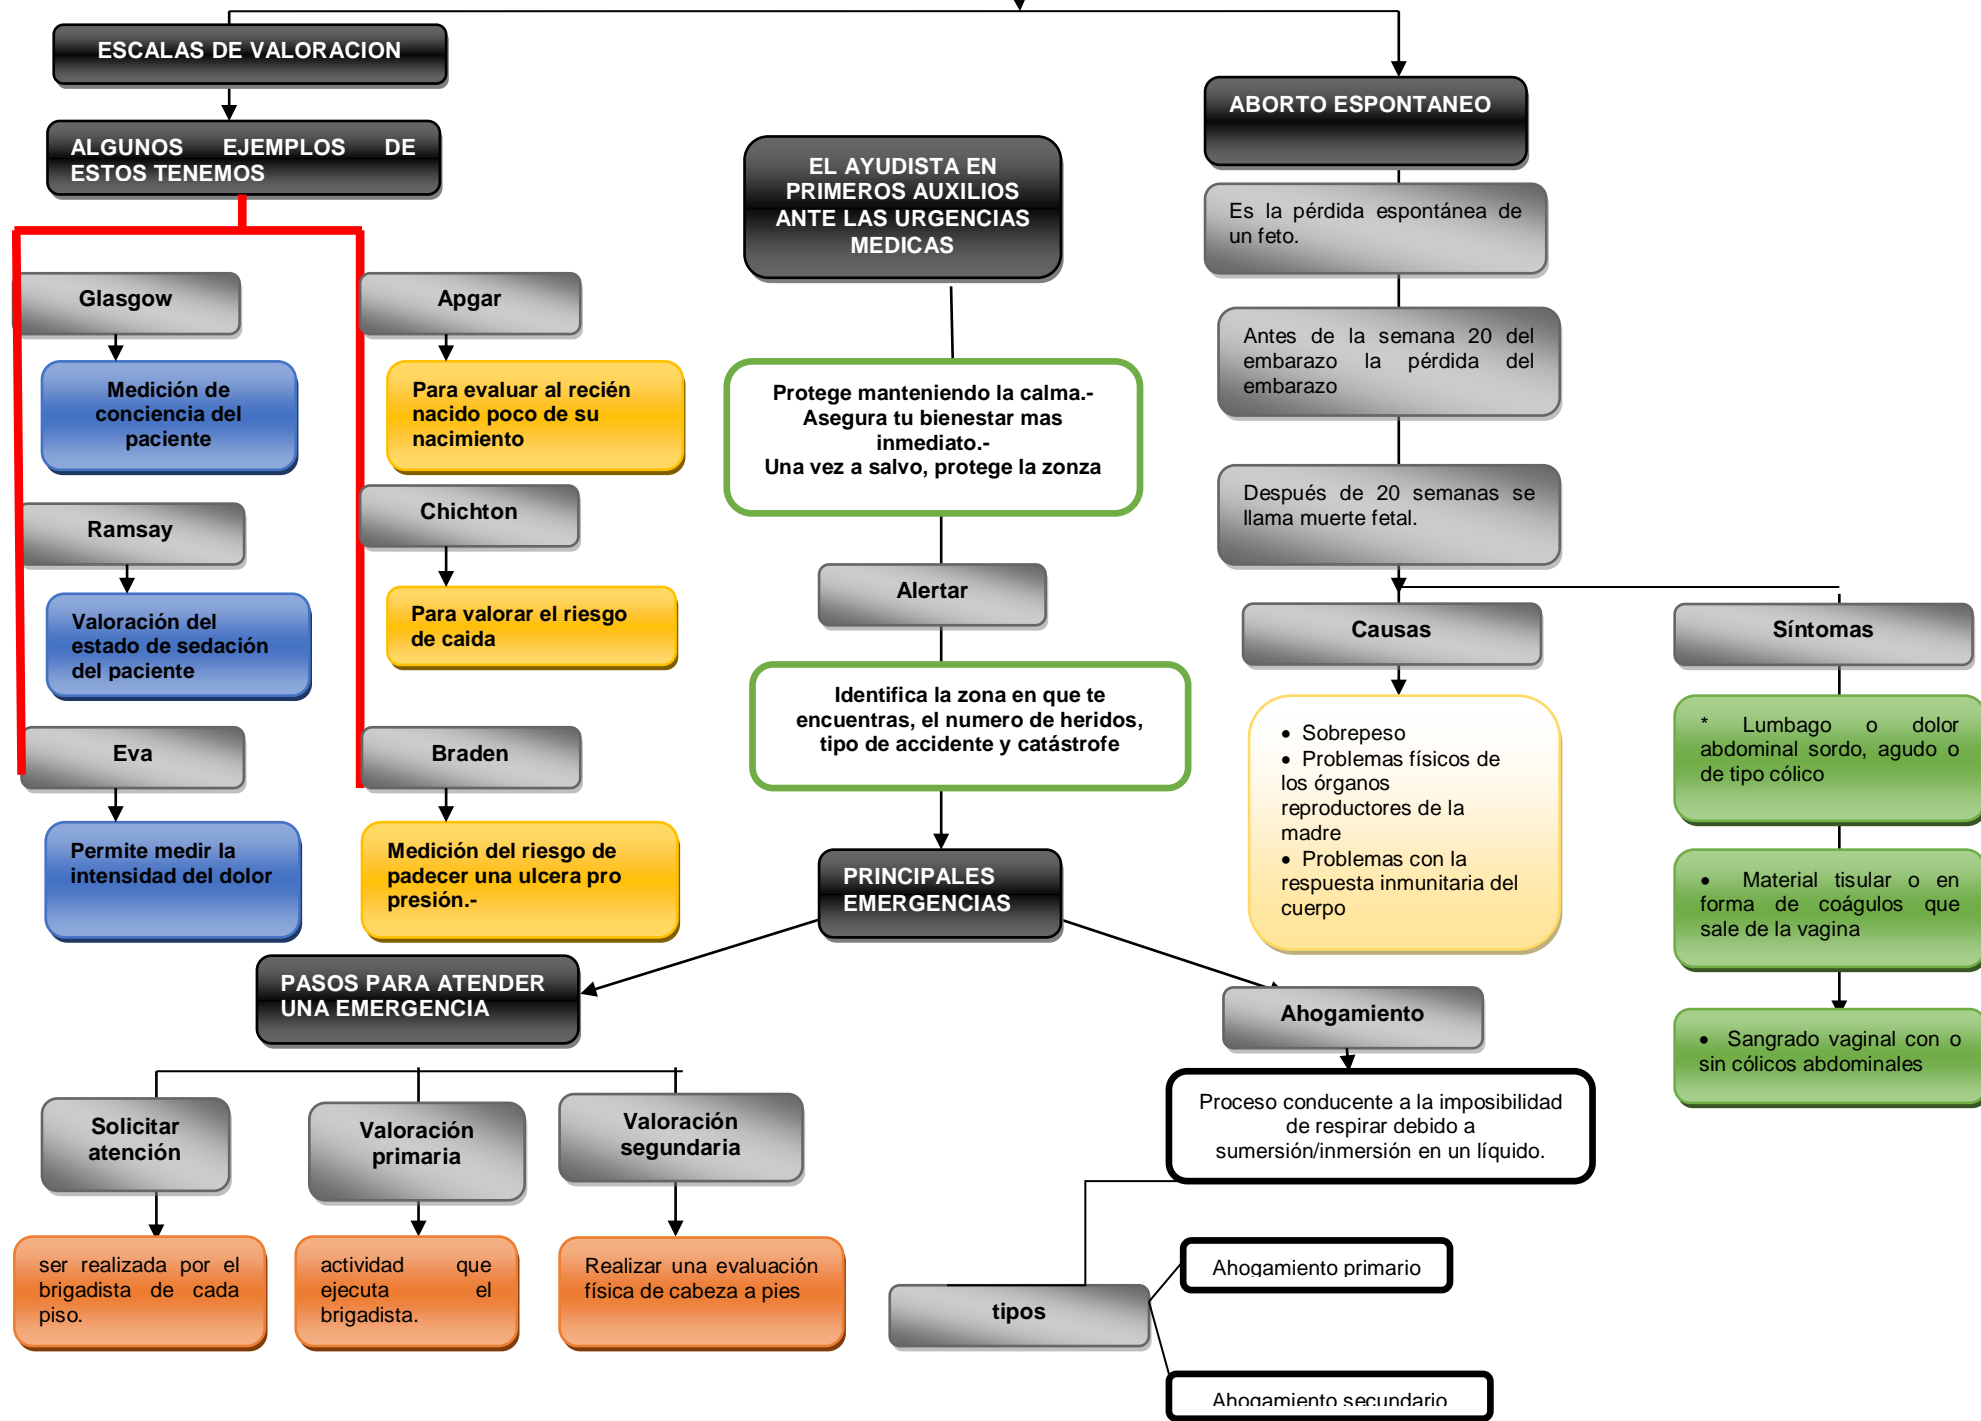 ESCALAS DE VALORACION
ALGUNOS EJEMPLOS DE
ESTOS TENEMOS
Glasgow
Medición de
conciencia del
paciente
Ramsay
Valoración del
estado de sedación
del paciente
Eva
Permite medir la
intensidad del dolor
Apgar
Para evaluar al recién
nacido poco de su
nacimiento
Chichton
Para valorar el riesgo
de caida
Braden
Medición del riesgo de
padecer una ulcera pro
presión.-
EL AYUDISTA EN
PRIMEROS AUXILIOS
ANTE LAS URGENCIAS
MEDICAS
Protege manteniendo la calma.-
Asegura tu bienestar mas
inmediato.-
Una vez a salvo, protege la zonza
Alertar
Identifica la zona en que te
encuentras, el numero de heridos,
tipo de accidente y catástrofe
PRINCIPALES
EMERGENCIAS
PASOS PARA ATENDER
UNA EMERGENCIA
Solicitar
atención
ser realizada por el
brigadista de cada
piso.
Valoración
primaria
actividad que
ejecuta el
brigadista.
Valoración
segundaria
Realizar una evaluación
física de cabeza a pies
Ahogamiento
Proceso conducente a la imposibilidad
de respirar debido a
sumersión/inmersión en un líquido.
tipos
Ahogamiento primario
Ahogamiento secundario
ABORTO ESPONTANEO
Es la pérdida espontánea de
un feto.
Antes de la semana 20 del
embarazo la pérdida del
embarazo
Después de 20 semanas se
llama muerte fetal.
Causas
• Sobrepeso
• Problemas físicos de
los órganos
reproductores de la
madre
• Problemas con la
respuesta inmunitaria del
cuerpo
Síntomas
* Lumbago o dolor
abdominal sordo, agudo o
de tipo cólico
• Material tisular o en
forma de coágulos que
sale de la vagina
• Sangrado vaginal con o
sin cólicos abdominales